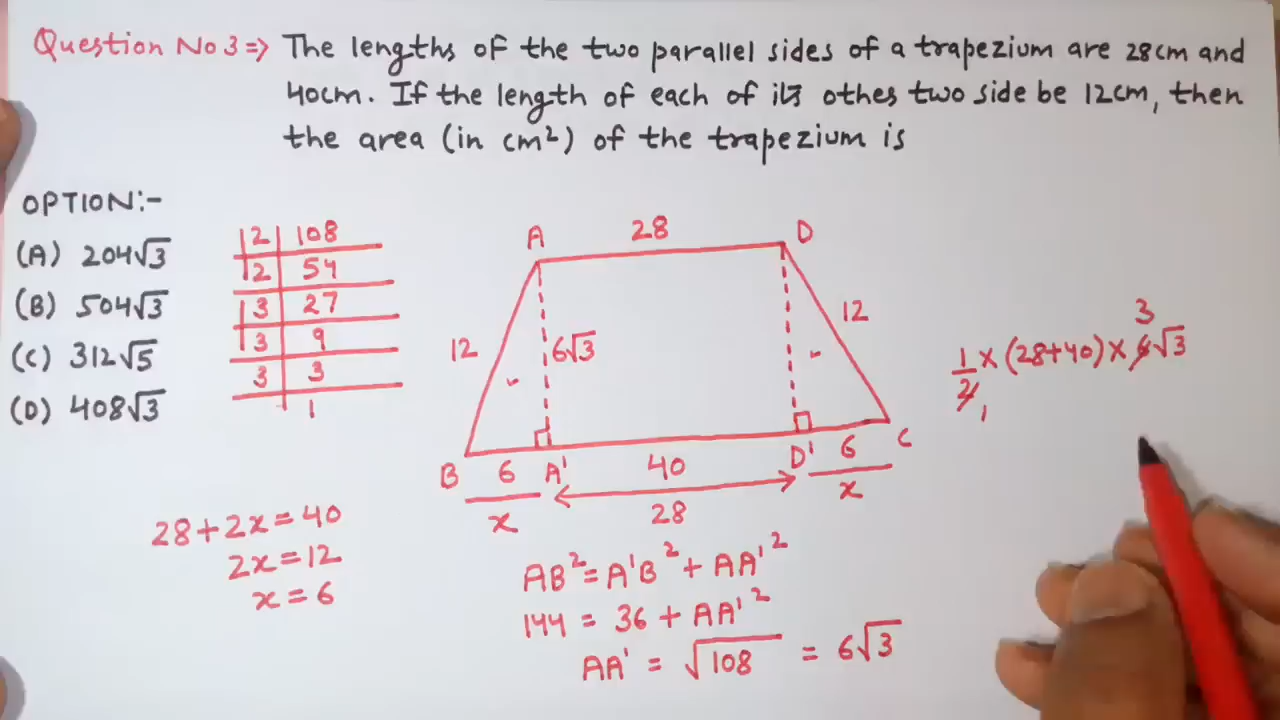 Question No 3 => The lengths of the two parallel sides of a trapezium are 28cm and
40cm. If the length of each of its othes two side be 12cm, then
the area (in cm²) of the trapezium is
OPTION:-
(A) 204√3
(B) 504√3
(C) 312√5
(D) 408√3
2 | 108
2 | 54
3 | 27
3 | 9
3 | 3
1
A 28 D
12 6√3 12
B 6 A' 40 D' 6 C
x 28 x
3
1/2 × (28+40) × 6√3
1
28+2x=40
2x=12
x=6
AB²=A'B²+AA'²
144 = 36 + AA'²
AA' = √108 = 6√3